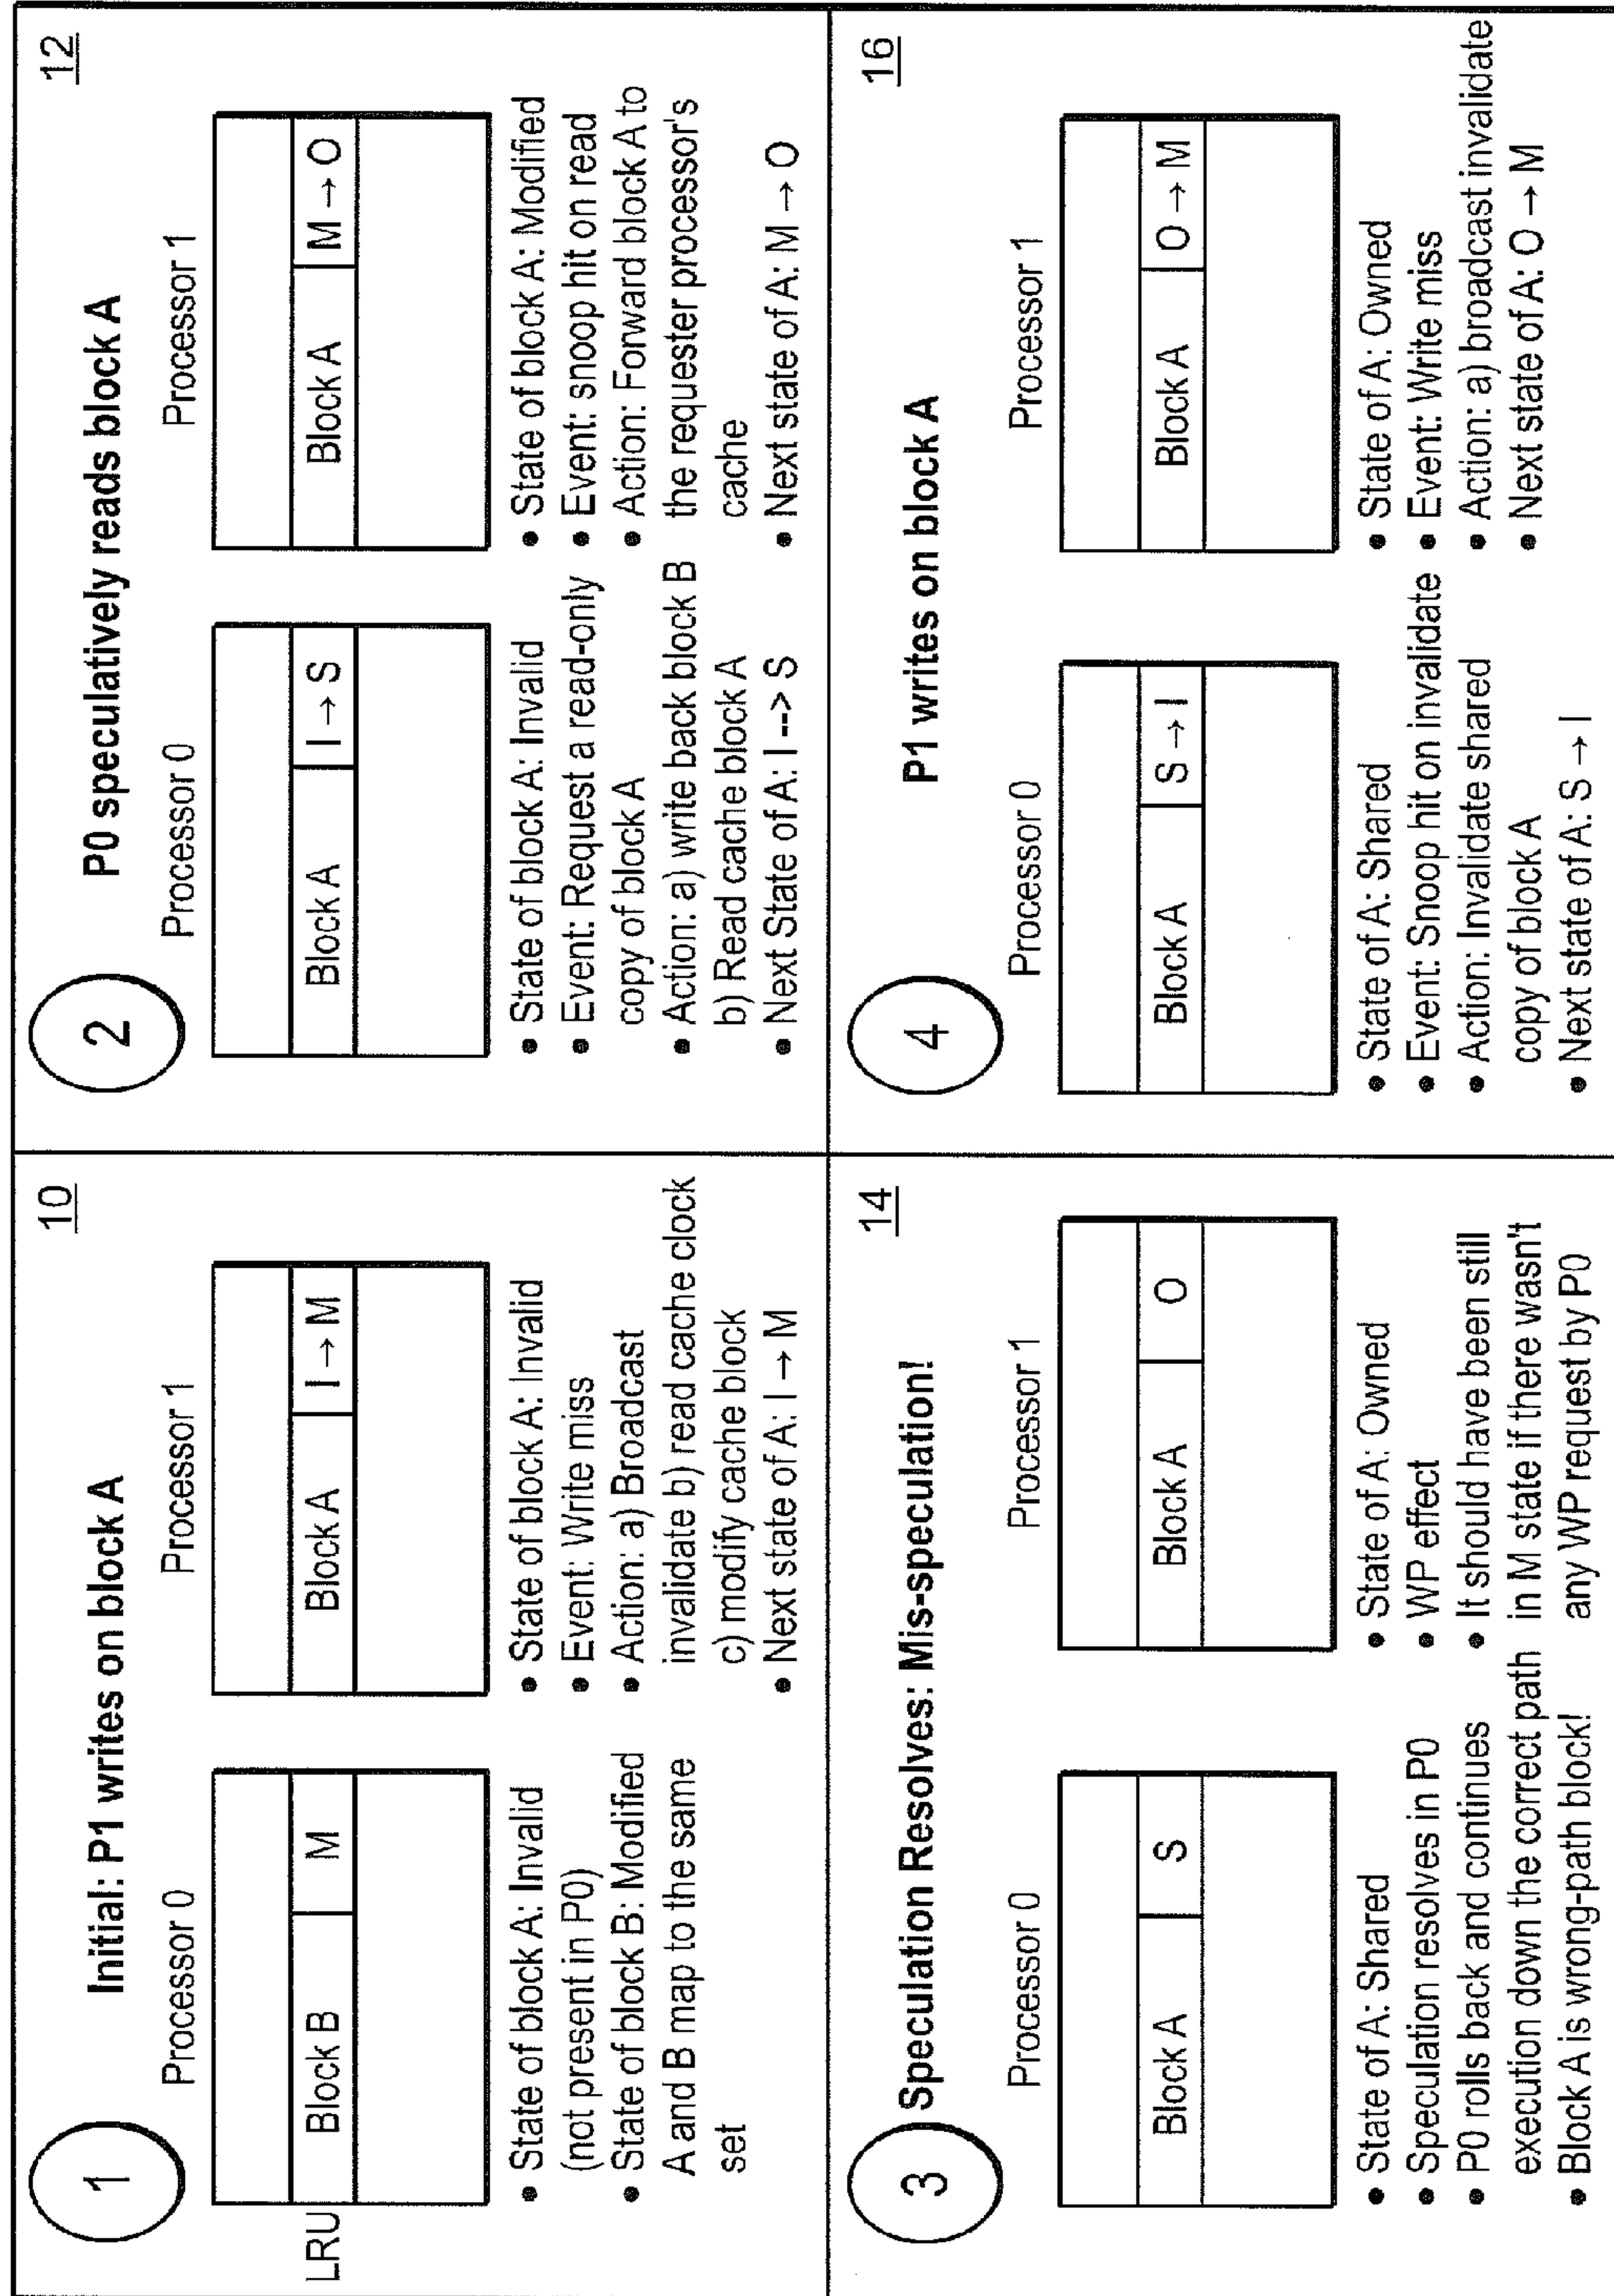 1
Initial: P1 writes on block A
10
Processor 0
Processor 1
LRU
Block B
M
Block A
I → M
• State of block A: Invalid
(not present in P0)
• State of block B: Modified
A and B map to the same
set
• State of block A: Invalid
• Event: Write miss
• Action: a) Broadcast
invalidate b) read cache clock
c) modify cache block
• Next state of A: I → M
2
P0 speculatively reads block A
12
Processor 0
Processor 1
Block A
I → S
Block A
M → O
• State of block A: Invalid
• Event: Request a read-only
copy of block A
• Action: a) write back block B
b) Read cache block A
• Next State of A: I --> S
• State of block A: Modified
• Event: snoop hit on read
• Action: Forward block A to
the requester processor's
cache
• Next state of A: M → O
3
Speculation Resolves: Mis-speculation!
14
Processor 0
Processor 1
Block A
S
Block A
O
• State of A: Shared
• Speculation resolves in P0
• P0 rolls back and continues
execution down the correct path
• Block A is wrong-path block!
• State of A: Owned
• WP effect
• It should have been still
in M state if there wasn't
any WP request by P0
4
P1 writes on block A
16
Processor 0
Processor 1
Block A
S → I
Block A
O → M
• State of A: Shared
• Event: Snoop hit on invalidate
• Action: Invalidate shared
copy of block A
• Next state of A: S → I
• State of A: Owned
• Event: Write miss
• Action: a) broadcast invalidate
• Next state of A: O → M